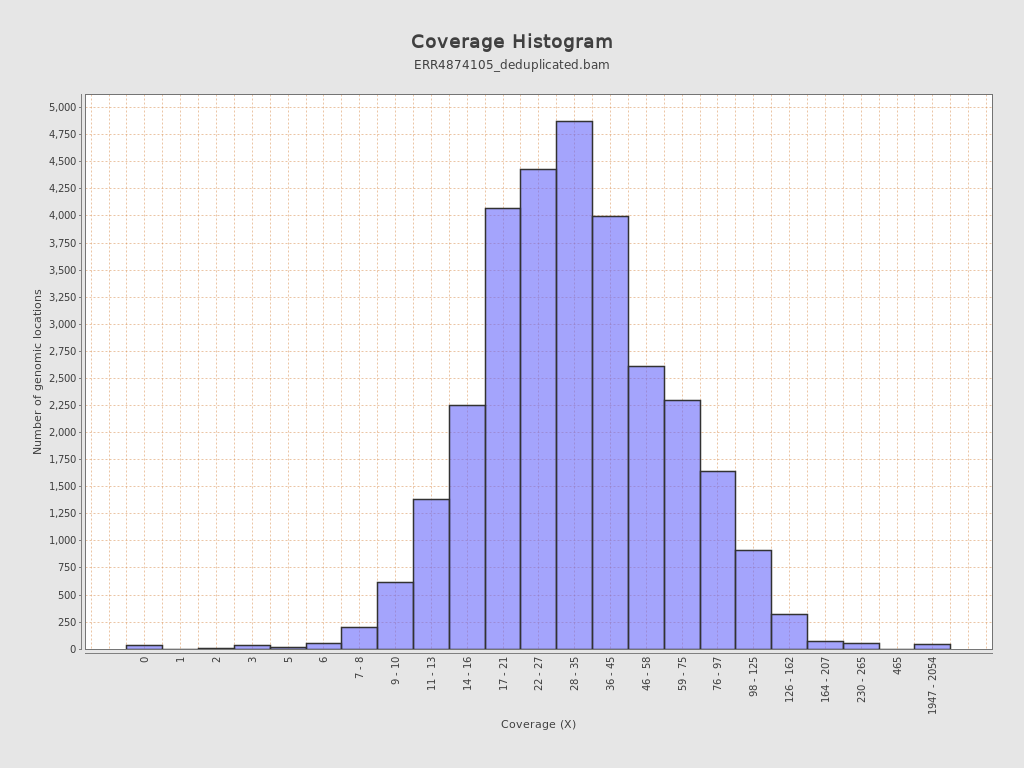 Coverage Histogram
ERR4874105_deduplicated.bam
Number of genomic locations
5,000
4,750
4,500
4,250
4,000
3,750
3,500
3,250
3,000
2,750
2,500
2,250
2,000
1,750
1,500
1,250
1,000
750
500
250
0
0
1
2
3
5
6
7 - 8
9 - 10
11 - 13
14 - 16
17 - 21
22 - 27
28 - 35
36 - 45
46 - 58
59 - 75
76 - 97
98 - 125
126 - 162
164 - 207
230 - 265
465
1947 - 2054
Coverage (X)